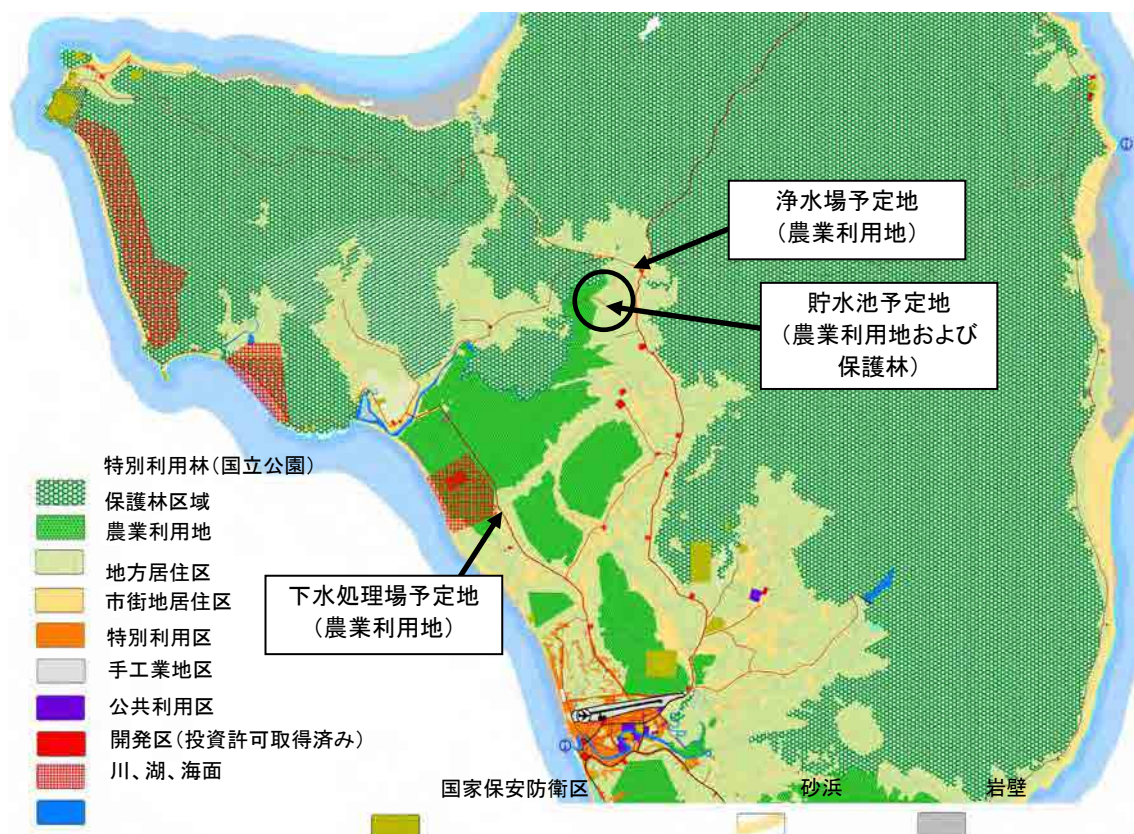 浄水場予定地
(農業利用地)
貯水池予定地
(農業利用地および
保護林)
下水処理場予定地
(農業利用地)
特別利用林(国立公園)
保護林区域
農業利用地
地方居住区
市街地居住区
特別利用区
手工業地区
公共利用区
開発区(投資許可取得済み)
川、湖、海面
国家保安防衛区
砂浜
岩壁